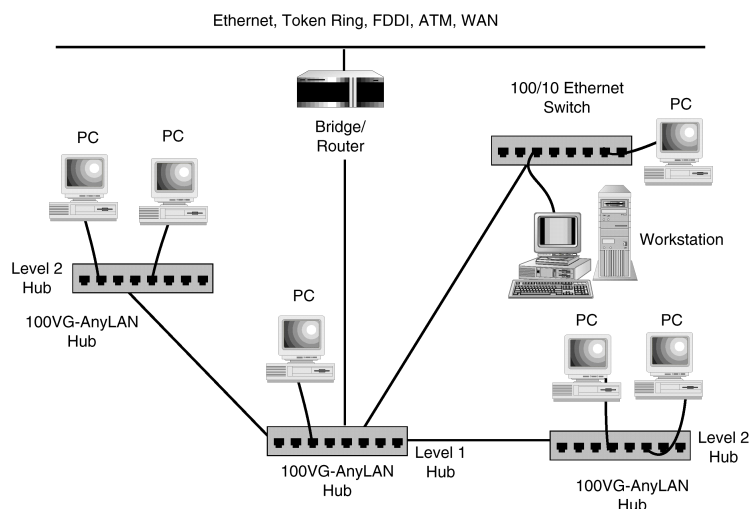 Ethernet, Token Ring, FDDI, ATM, WAN
Bridge/
Router
100/10 Ethernet
Switch
PC
PC
PC
Workstation
Level 2
Hub
100VG-AnyLAN
Hub
PC
PC
PC
Level 1
Hub
100VG-AnyLAN
Hub
Level 2
Hub
100VG-AnyLAN
Hub